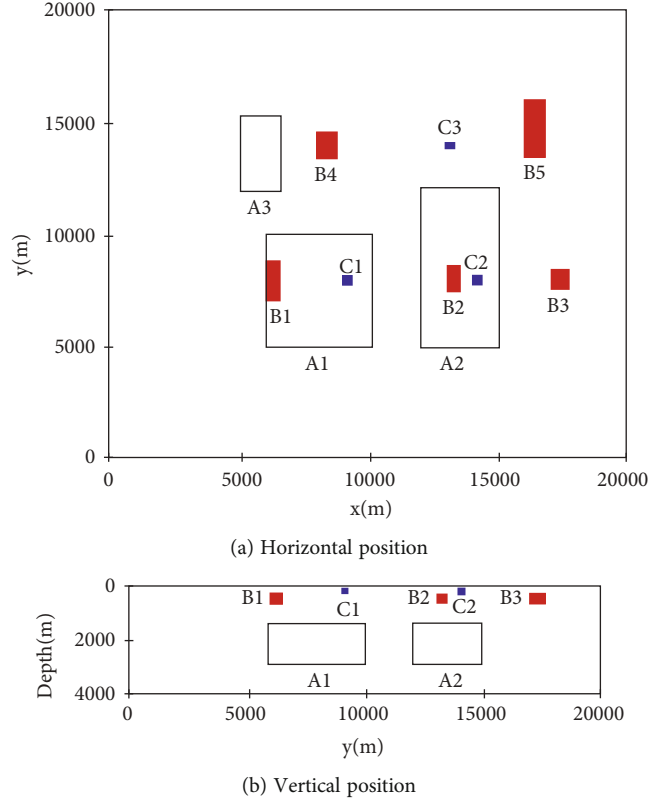 20000
15000
C3
B4
B5
A3
y(m)
10000
C1
C2
B1
B2
B3
5000
A1
A2
0
0
5000
10000
15000
20000
x(m)
(a) Horizontal position
0
B1
B2
B3
C1
C2
Depth(m)
2000
A1
A2
4000
0
5000
10000
15000
20000
y(m)
(b) Vertical position